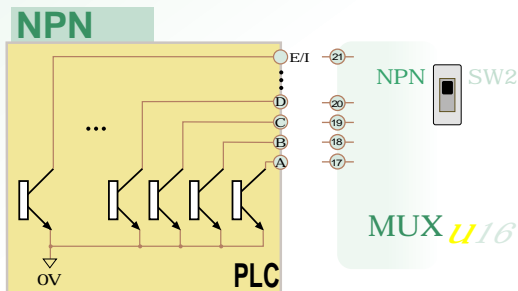 NPN
E/I 21
NPN SW2
D 20
C 19
...
B 18
A 17
MUX u16
0V
PLC